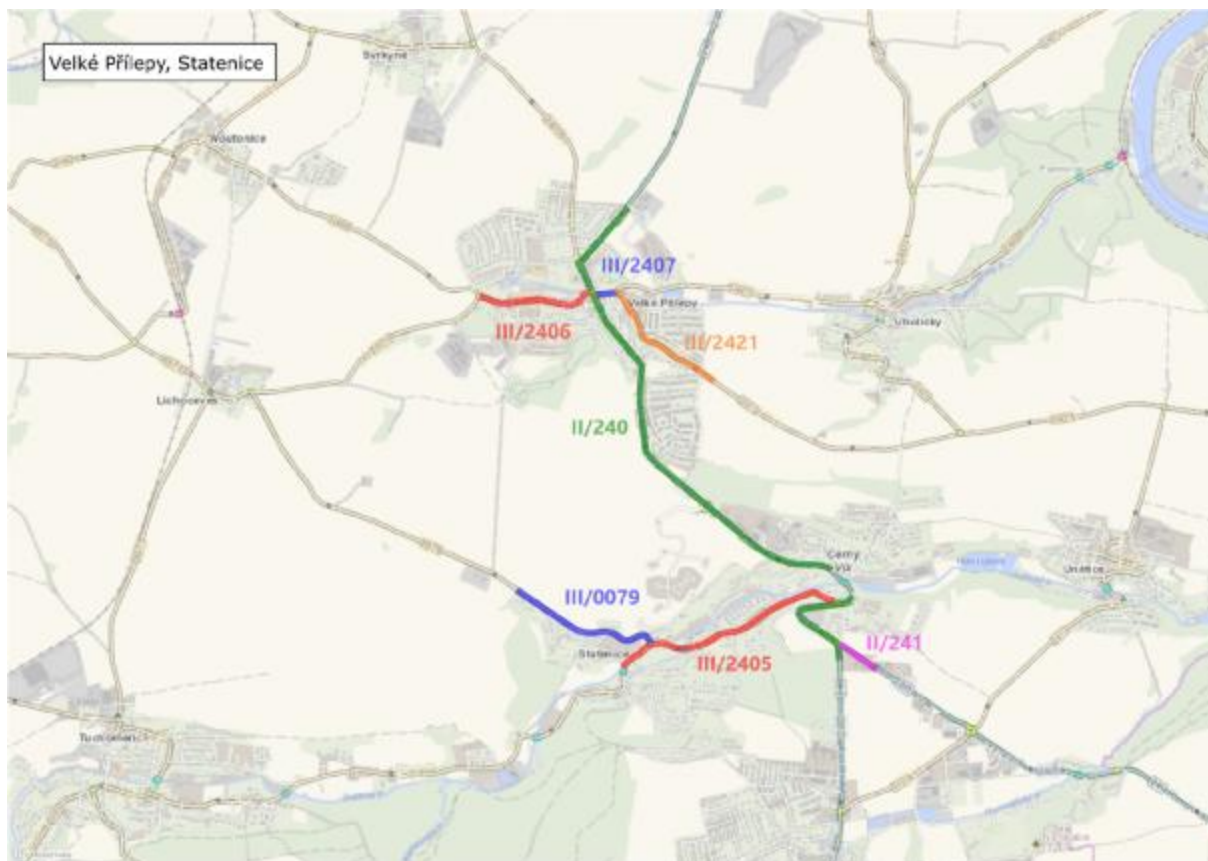 Velké Přílepy, Statenice
Svrkyně
Noutonice
III/2407
Velké Přílepy
III/2406
III/2421
Úholičky
Lichoceves
II/240
Černý
Vůl
Únětice
III/0079
Statenice
III/2405
II/241
Tuchoměřice